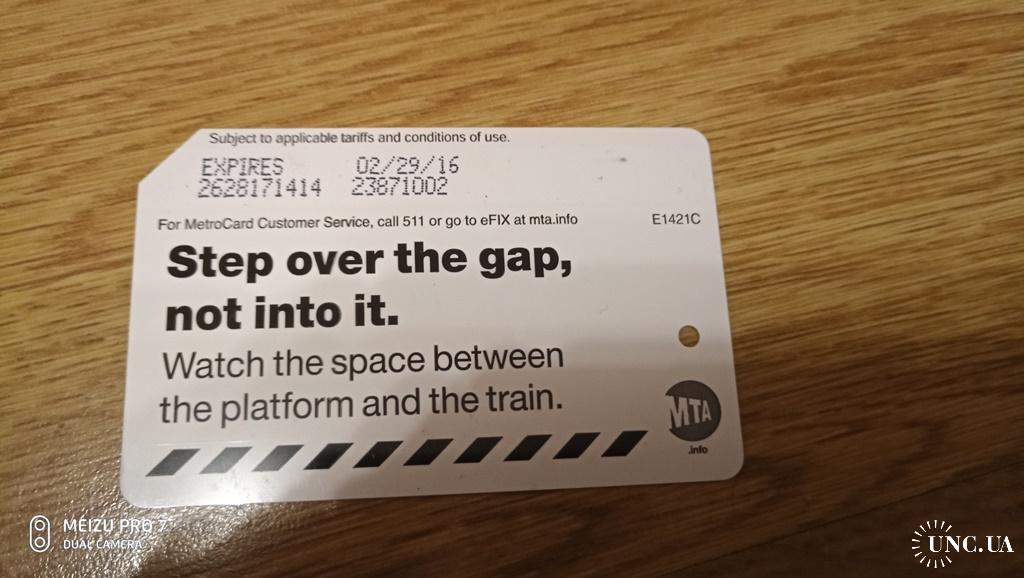 Subject to applicable tariffs and conditions of use.
EXPIRES 02/29/16
2628171414 23871002
For MetroCard Customer Service, call 511 or go to eFIX at mta.info E1421C
Step over the gap,
not into it.
Watch the space between
the platform and the train.
MTA
.info
MEIZU PRO 7
DUAL CAMERA
UNC.UA